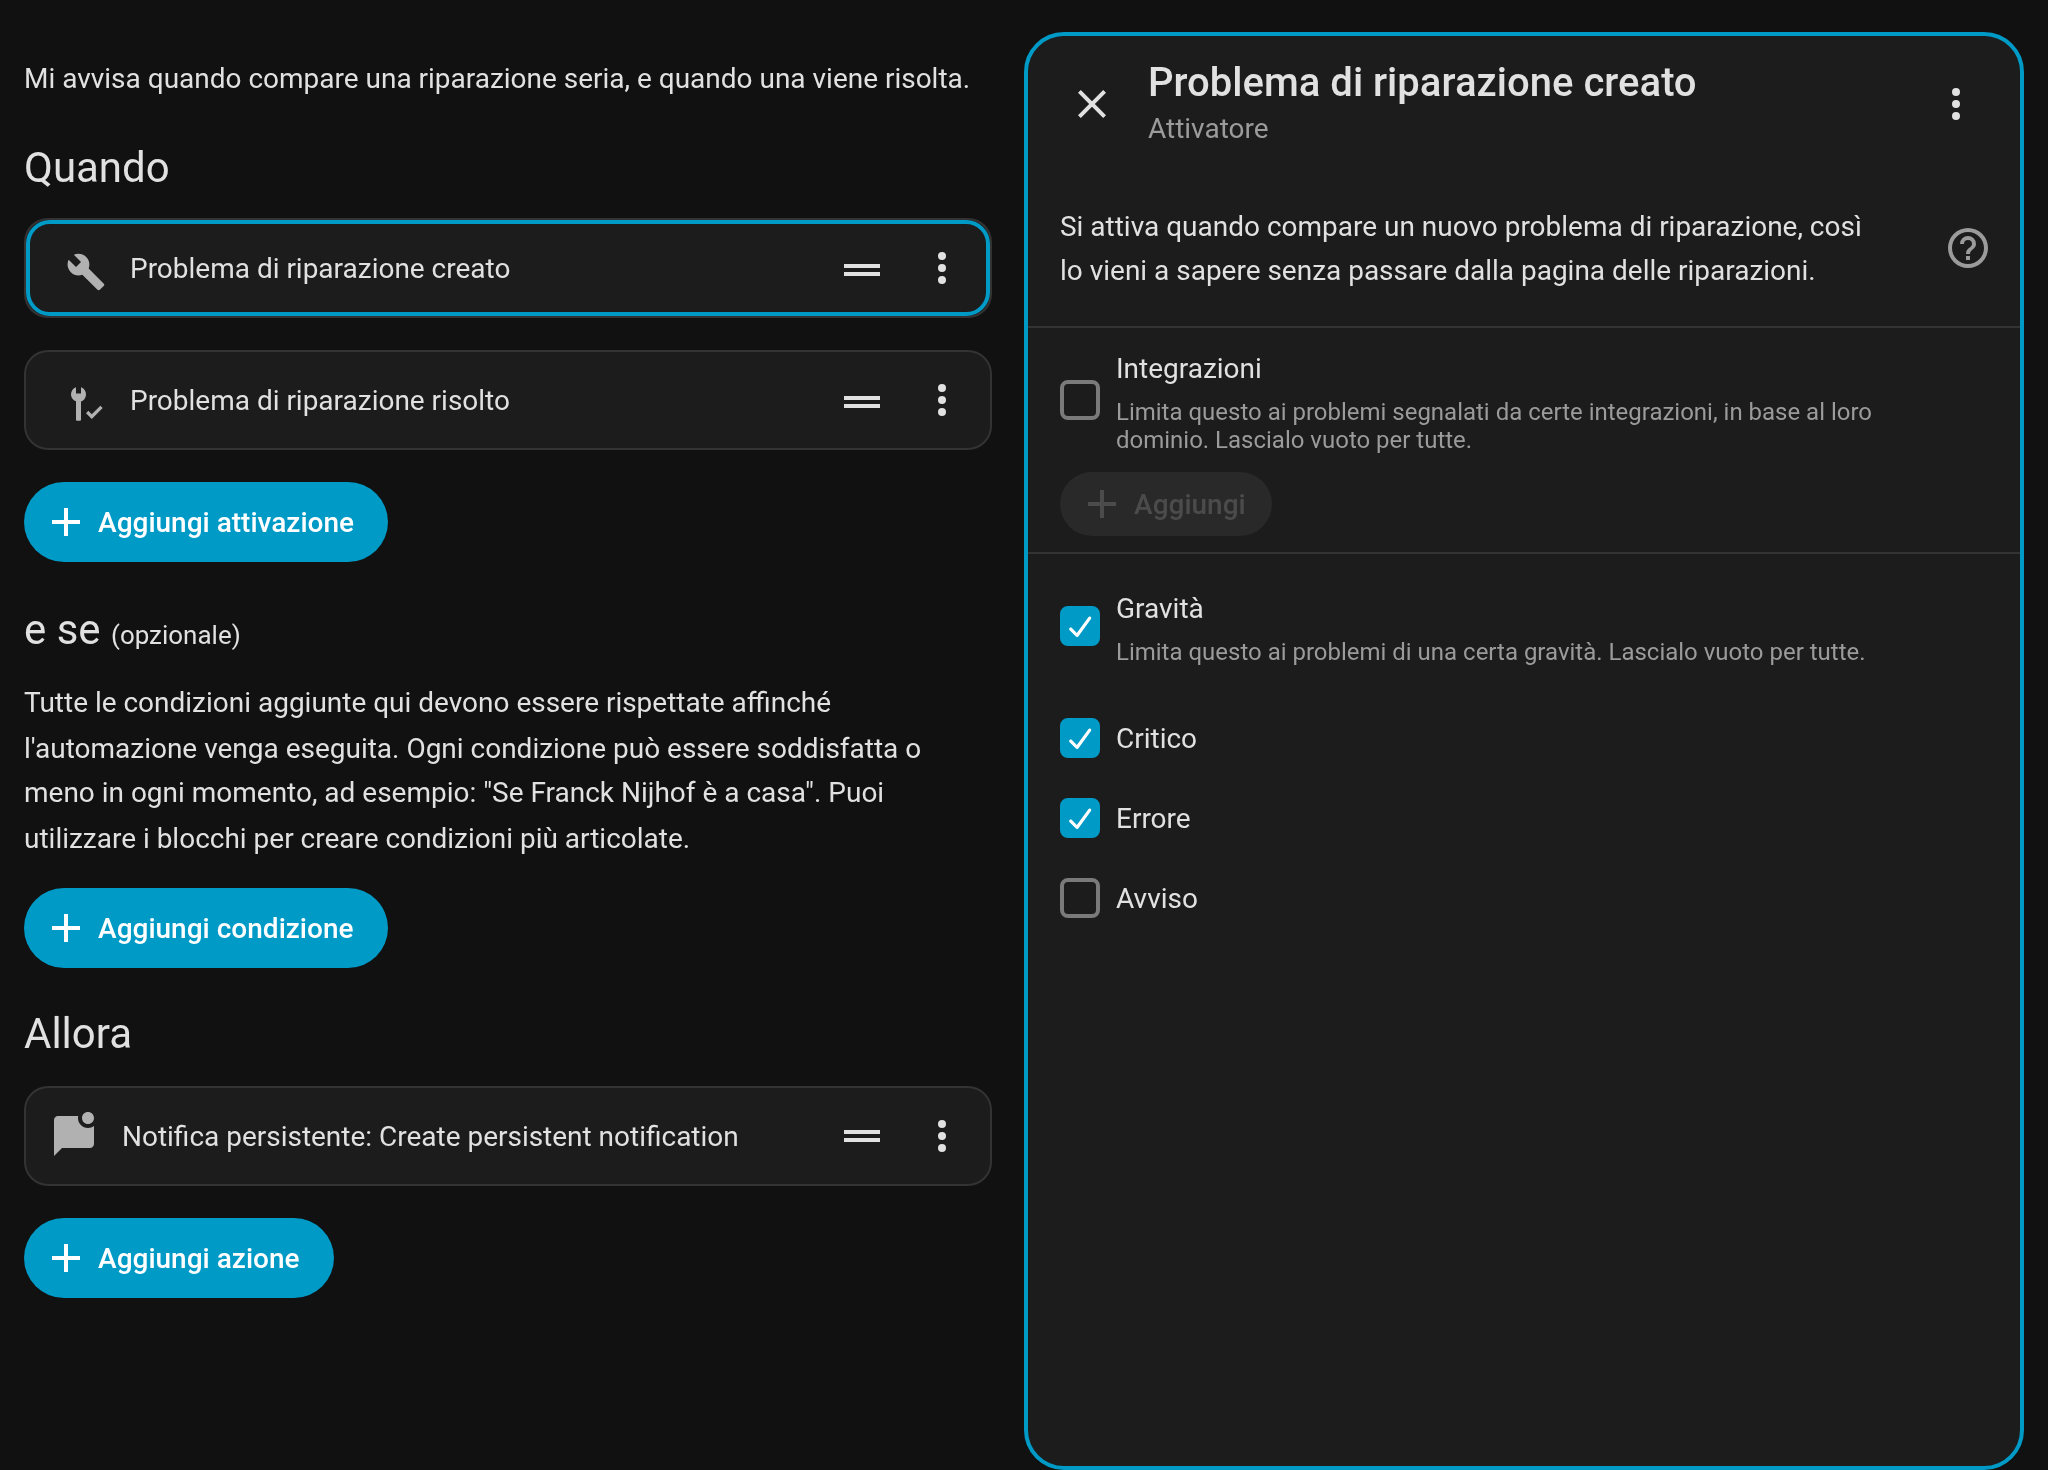 Mi avvisa quando compare una riparazione seria, e quando una viene risolta.
Quando
Problema di riparazione creato
Problema di riparazione risolto
Aggiungi attivazione
e se (opzionale)
Tutte le condizioni aggiunte qui devono essere rispettate affinché
l'automazione venga eseguita. Ogni condizione può essere soddisfatta o
meno in ogni momento, ad esempio: "Se Franck Nijhof è a casa". Puoi
utilizzare i blocchi per creare condizioni più articolate.
Aggiungi condizione
Allora
Notifica persistente: Create persistent notification
Aggiungi azione
Problema di riparazione creato
Attivatore
Si attiva quando compare un nuovo problema di riparazione, così
lo vieni a sapere senza passare dalla pagina delle riparazioni.
Integrazioni
Limita questo ai problemi segnalati da certe integrazioni, in base al loro
dominio. Lascialo vuoto per tutte.
Aggiungi
Gravità
Limita questo ai problemi di una certa gravità. Lascialo vuoto per tutte.
Critico
Errore
Avviso